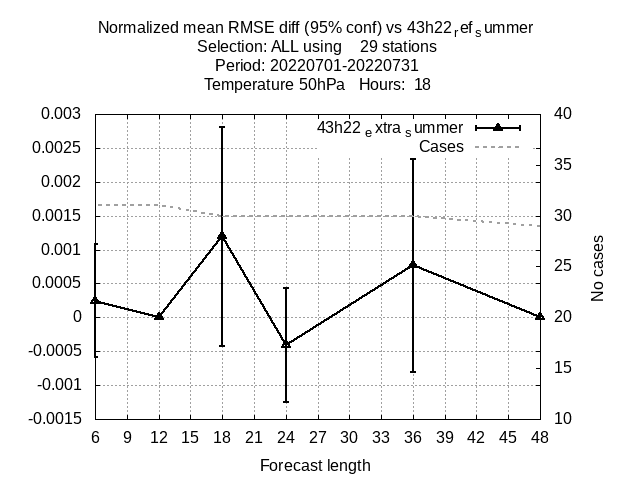 Normalized mean RMSE diff (95% conf) vs 43h22refsummer
Selection: ALL using 29 stations
Period: 20220701-20220731
Temperature 50hPa Hours: 18
43h22extrasummer
Cases
0.003
0.0025
0.002
0.0015
0.001
0.0005
0
-0.0005
-0.001
-0.0015
40
35
30
25
20
15
10
No cases
6 9 12 15 18 21 24 27 30 33 36 39 42 45 48
Forecast length